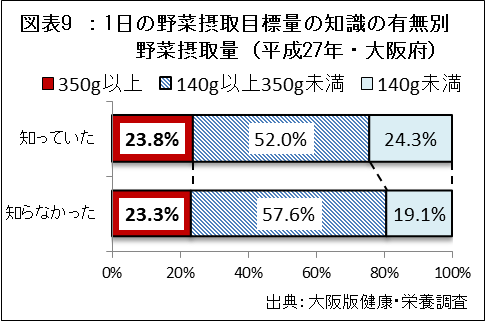 図表9 ：1日の野菜摂取目標量の知識の有無別
野菜摂取量（平成27年・大阪府）
350g以上 140g以上350g未満 140g未満
知っていた 23.8% 52.0% 24.3%
知らなかった 23.3% 57.6% 19.1%
0% 20% 40% 60% 80% 100%
出典：大阪版健康・栄養調査